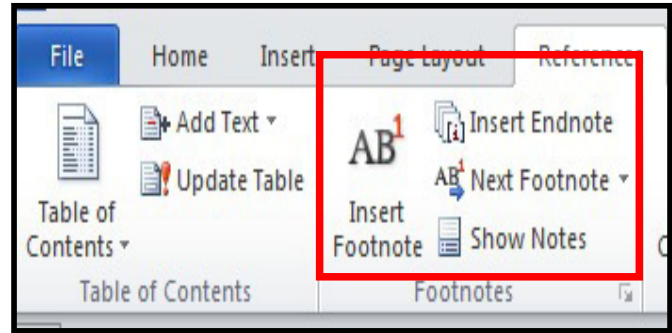 File Home Insert Page Layout References
Add Text
Update Table
Table of
Contents
Table of Contents
AB1
Insert
Footnote
[i] Insert Endnote
AB1 Next Footnote
Show Notes
Footnotes